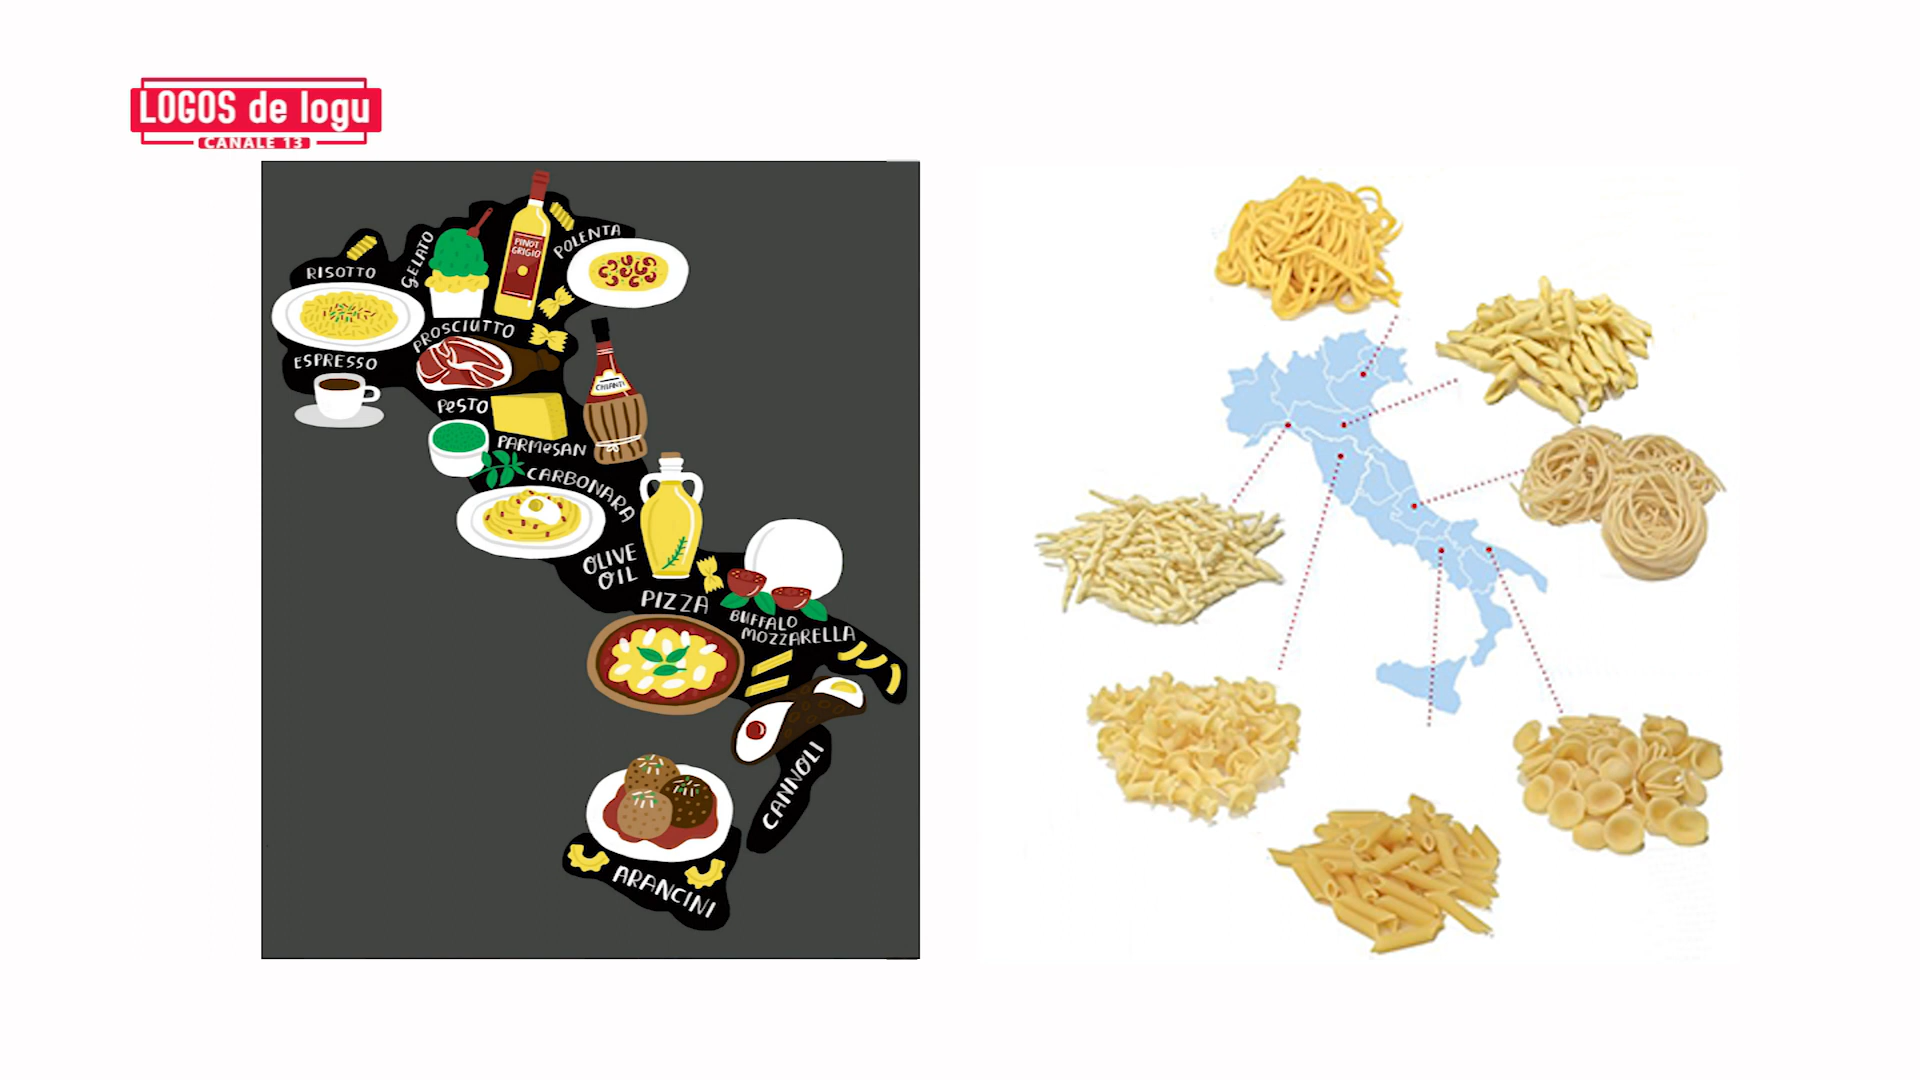 LOGOS de logu
CANALE 13
RISOTTO
GELATO
PINOT
GRIGIO
POLENTA
PROSCIUTTO
ESPRESSO
CHIANTI
PeSTO
PARMeSAN
CARBONARA
OLIVE
OIL
PIZZA
BUFFALO
MOZZARELLA
CANNOLI
ARANCINI